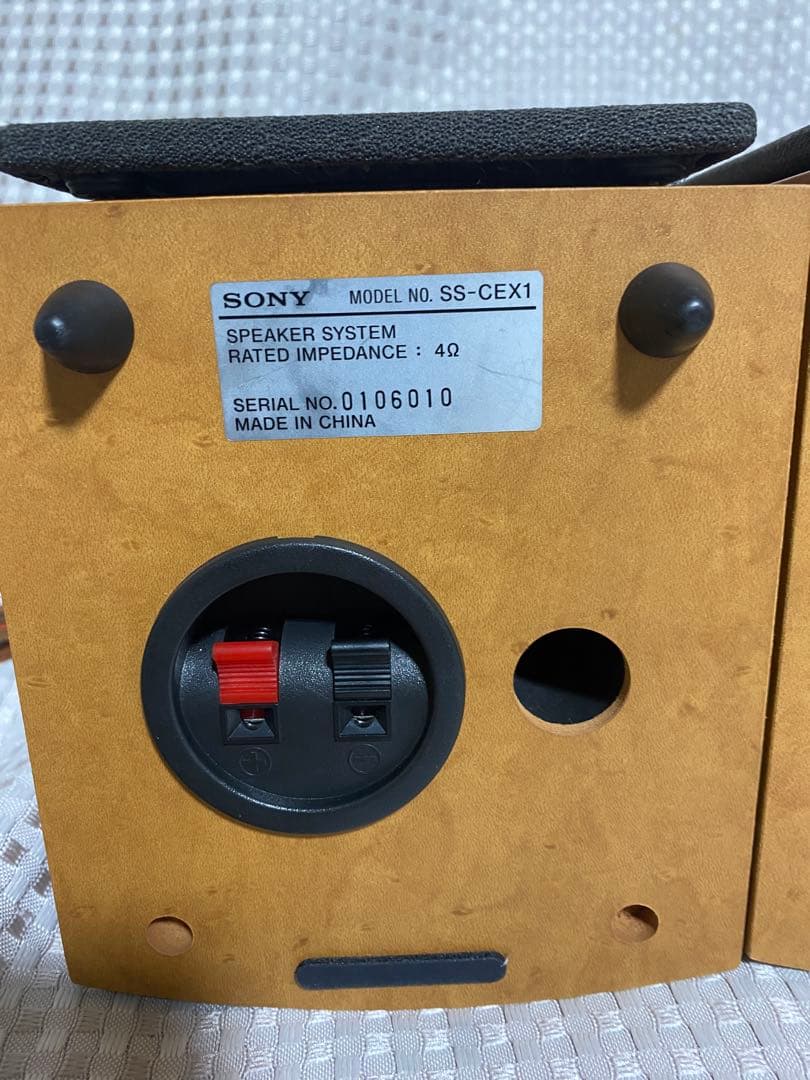 SONY MODEL NO. SS-CEX1
SPEAKER SYSTEM
RATED IMPEDANCE : 4Ω
SERIAL NO. 0106010
MADE IN CHINA